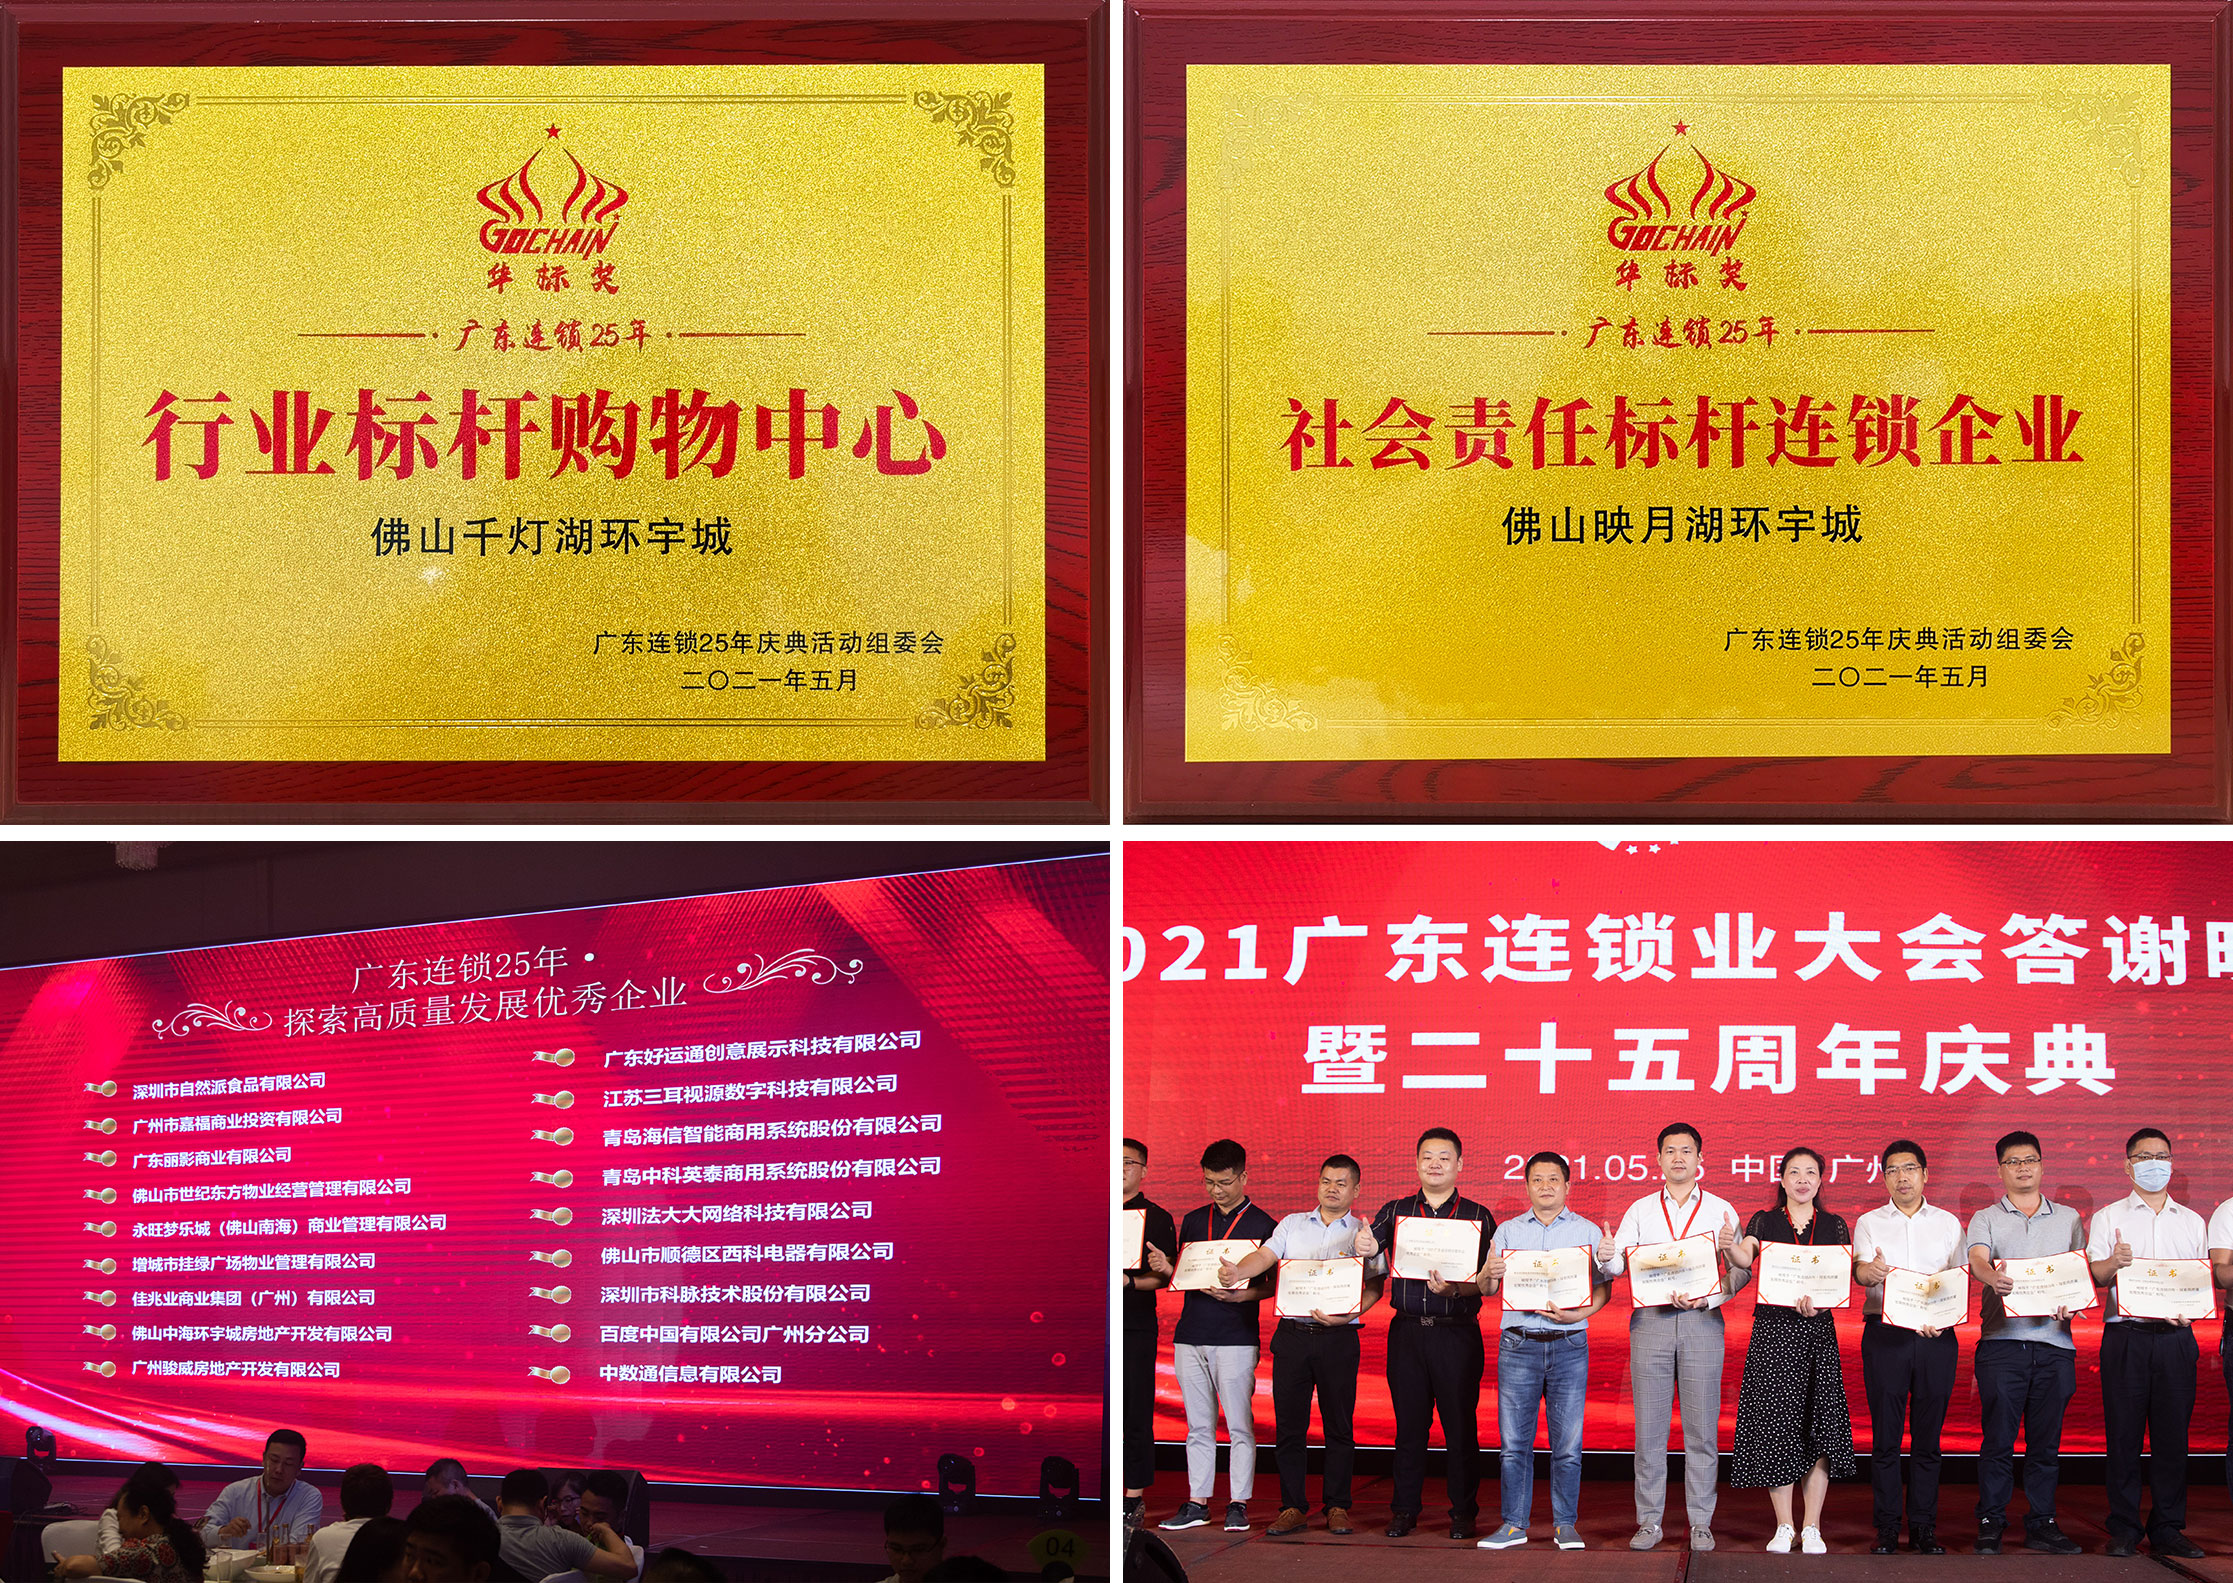 GOCHAIN
华标奖
广东连锁25年
行业标杆购物中心
佛山千灯湖环宇城
广东连锁25年庆典活动组委会
二〇二一年五月
GOCHAIN
华标奖
广东连锁25年
社会责任标杆连锁企业
佛山映月湖环宇城
广东连锁25年庆典活动组委会
二〇二一年五月
广东连锁25年·
探索高质量发展优秀企业
深圳市自然派食品有限公司
广州市嘉福商业投资有限公司
广东丽影商业有限公司
佛山市世纪东方物业经营管理有限公司
永旺梦乐城（佛山南海）商业管理有限公司
增城市挂绿广场物业管理有限公司
佳兆业商业集团（广州）有限公司
佛山中海环宇城房地产开发有限公司
广州骏威房地产开发有限公司
广东好运通创意展示科技有限公司
江苏三耳视源数字科技有限公司
青岛海信智能商用系统股份有限公司
青岛中科英泰商用系统股份有限公司
深圳法大大网络科技有限公司
佛山市顺德区西科电器有限公司
深圳市科脉技术股份有限公司
百度中国有限公司广州分公司
中数通信息有限公司
04
021广东连锁业大会答谢
暨二十五周年庆典
中国 广州
证书
证书
证书
证书
证书
证书
证书
证书